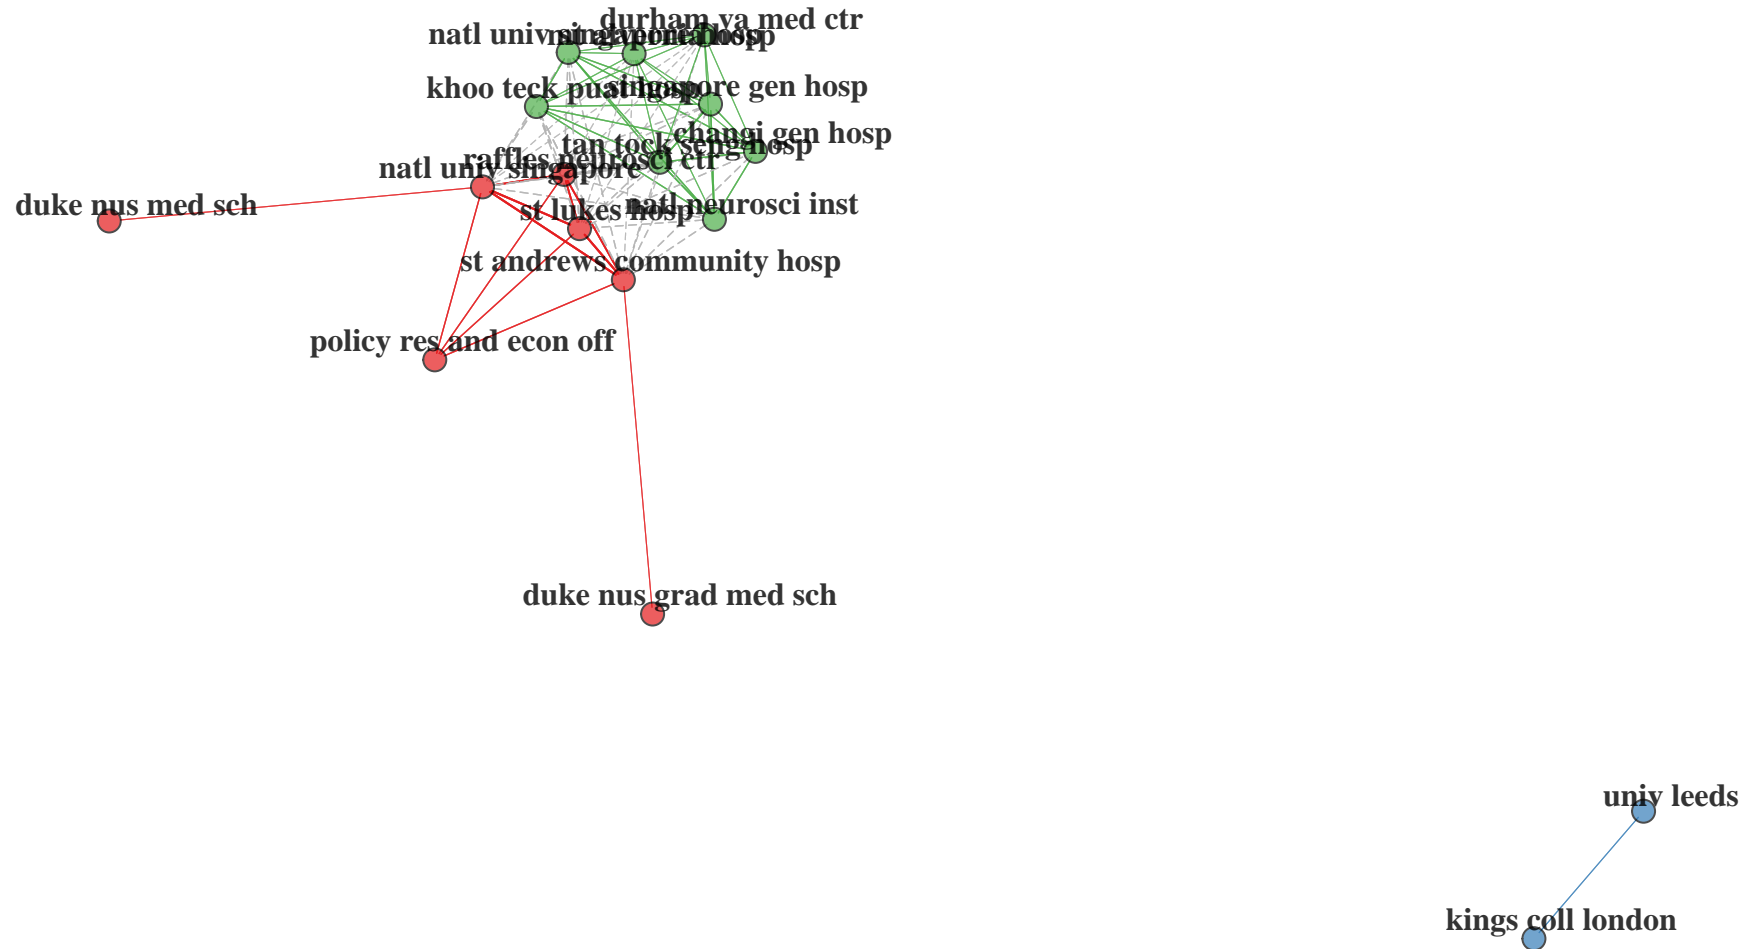 durham va med ctr
natl univ singapore hosp
mt alvernia hosp
khoo teck puat hosp
singapore gen hosp
changi gen hosp
tan tock seng hosp
raffles neurosci ctr
natl univ singapore
duke nus med sch
st lukes hosp
natl neurosci inst
st andrews community hosp
policy res and econ off
duke nus grad med sch
univ leeds
kings coll london